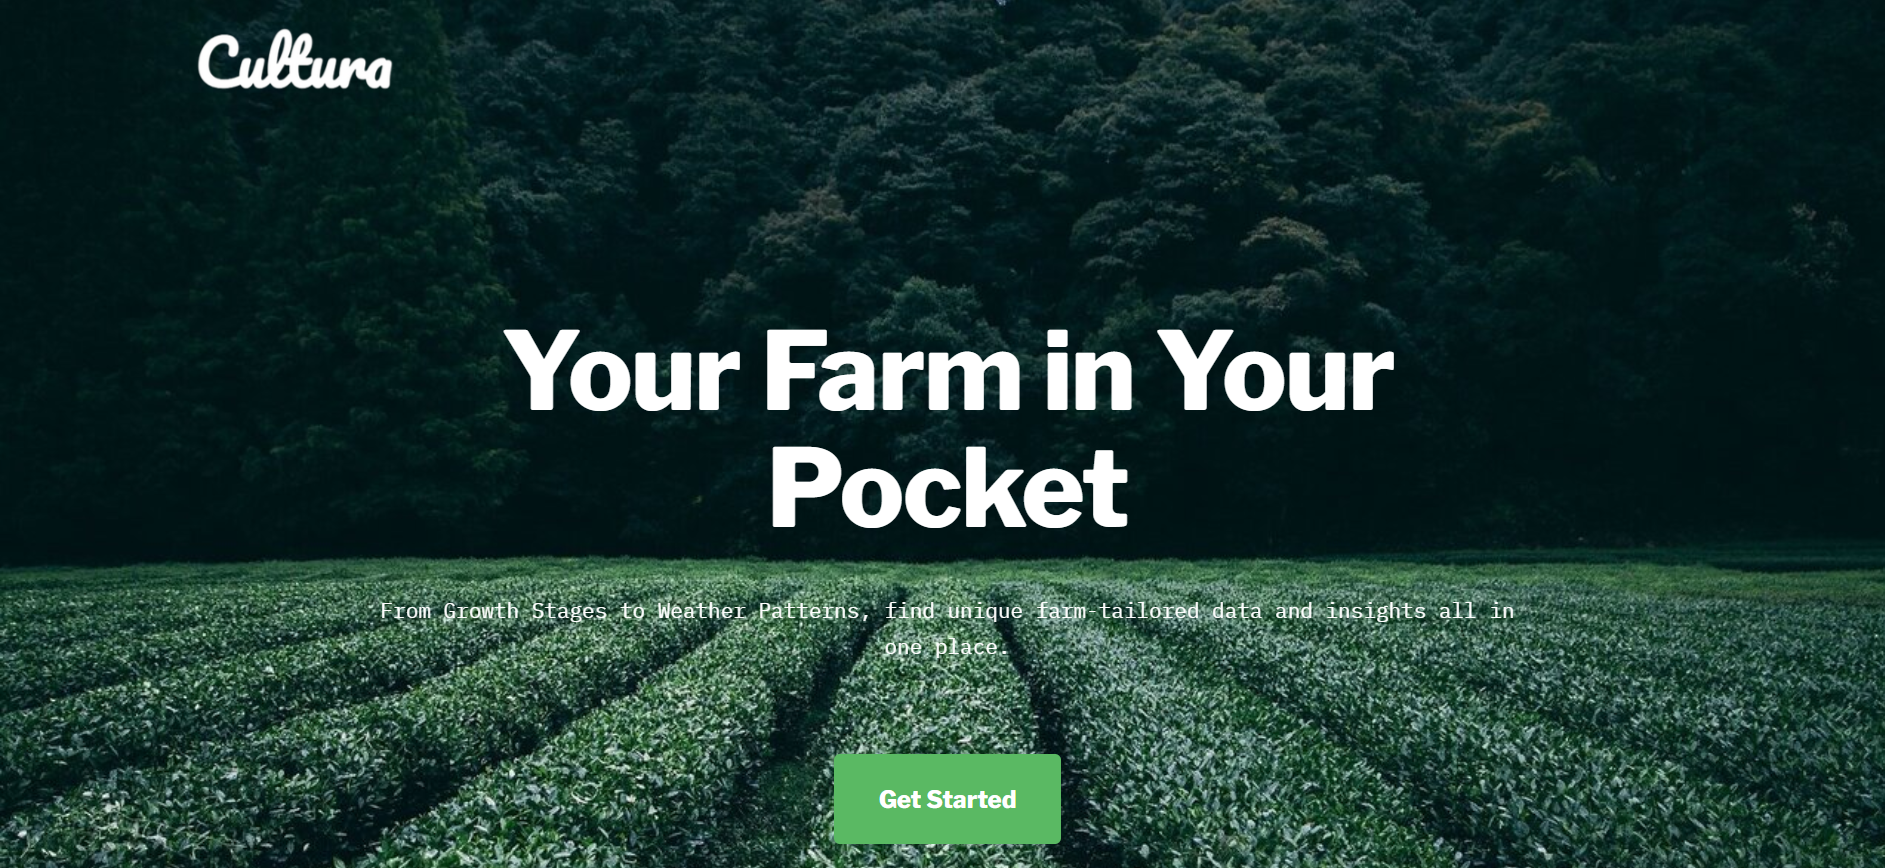 Cultura
Your Farm in Your
Pocket
From Growth Stages to Weather Patterns, find unique farm-tailored data and insights all in
one place.
Get Started